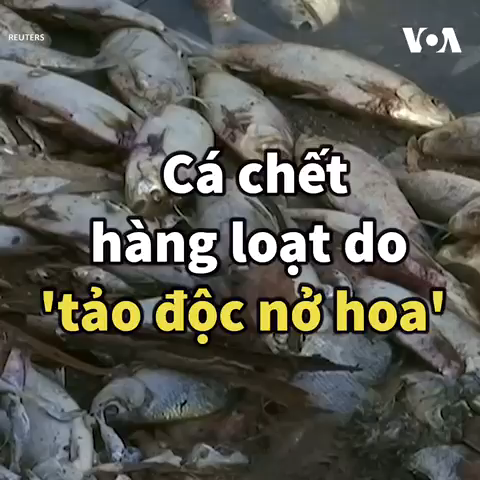 REUTERS
VOA
Cá chết
hàng loạt do
'tảo độc nở hoa'